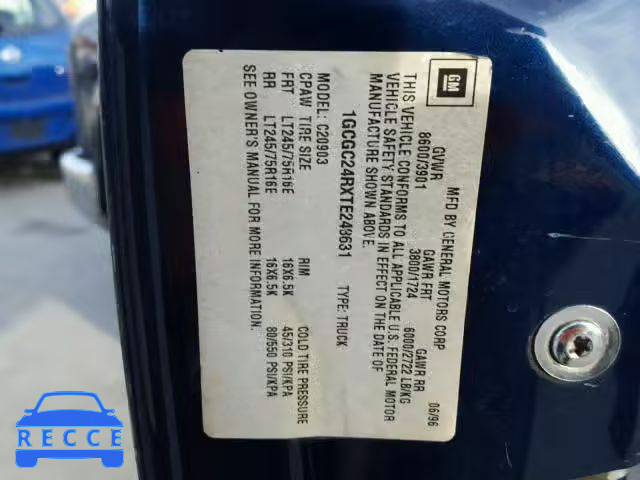 GM
MFD BY GENERAL MOTORS CORP 06/96
GVWR GAWR FRT GAWR RR
8600/3901 3800/1724 6000/2722 LB/KG
THIS VEHICLE CONFORMS TO ALL APPLICABLE U.S. FEDERAL MOTOR
VEHICLE SAFETY STANDARDS IN EFFECT ON THE DATE OF
MANUFACTURE SHOWN ABOVE.
1GCGC24RXTE249631 TYPE: TRUCK
MODEL: C20903
CPAW TIRE SIZE RIM COLD TIRE PRESSURE
FRT LT245/75R16E 16X6.5K 45/310 PSI/KPA
RR LT245/75R16E 16X6.5K 80/550 PSI/KPA
SEE OWNER'S MANUAL FOR MORE INFORMATION.
RECCE